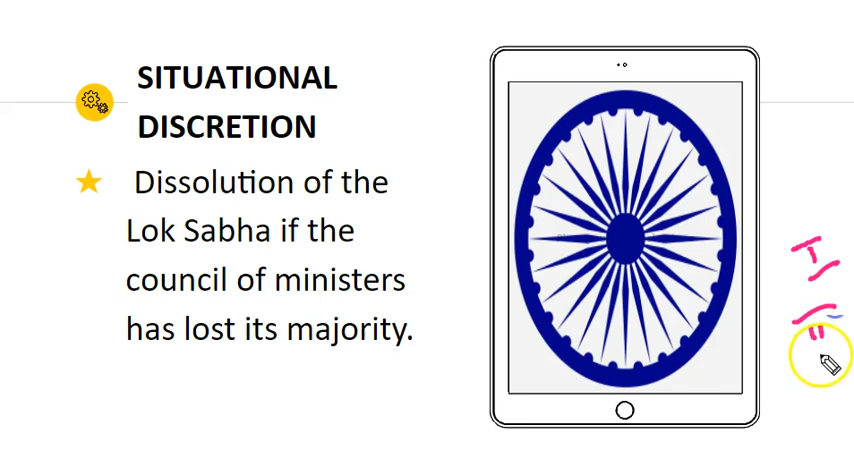 SITUATIONAL
DISCRETION
Dissolution of the
Lok Sabha if the
council of ministers
has lost its majority.